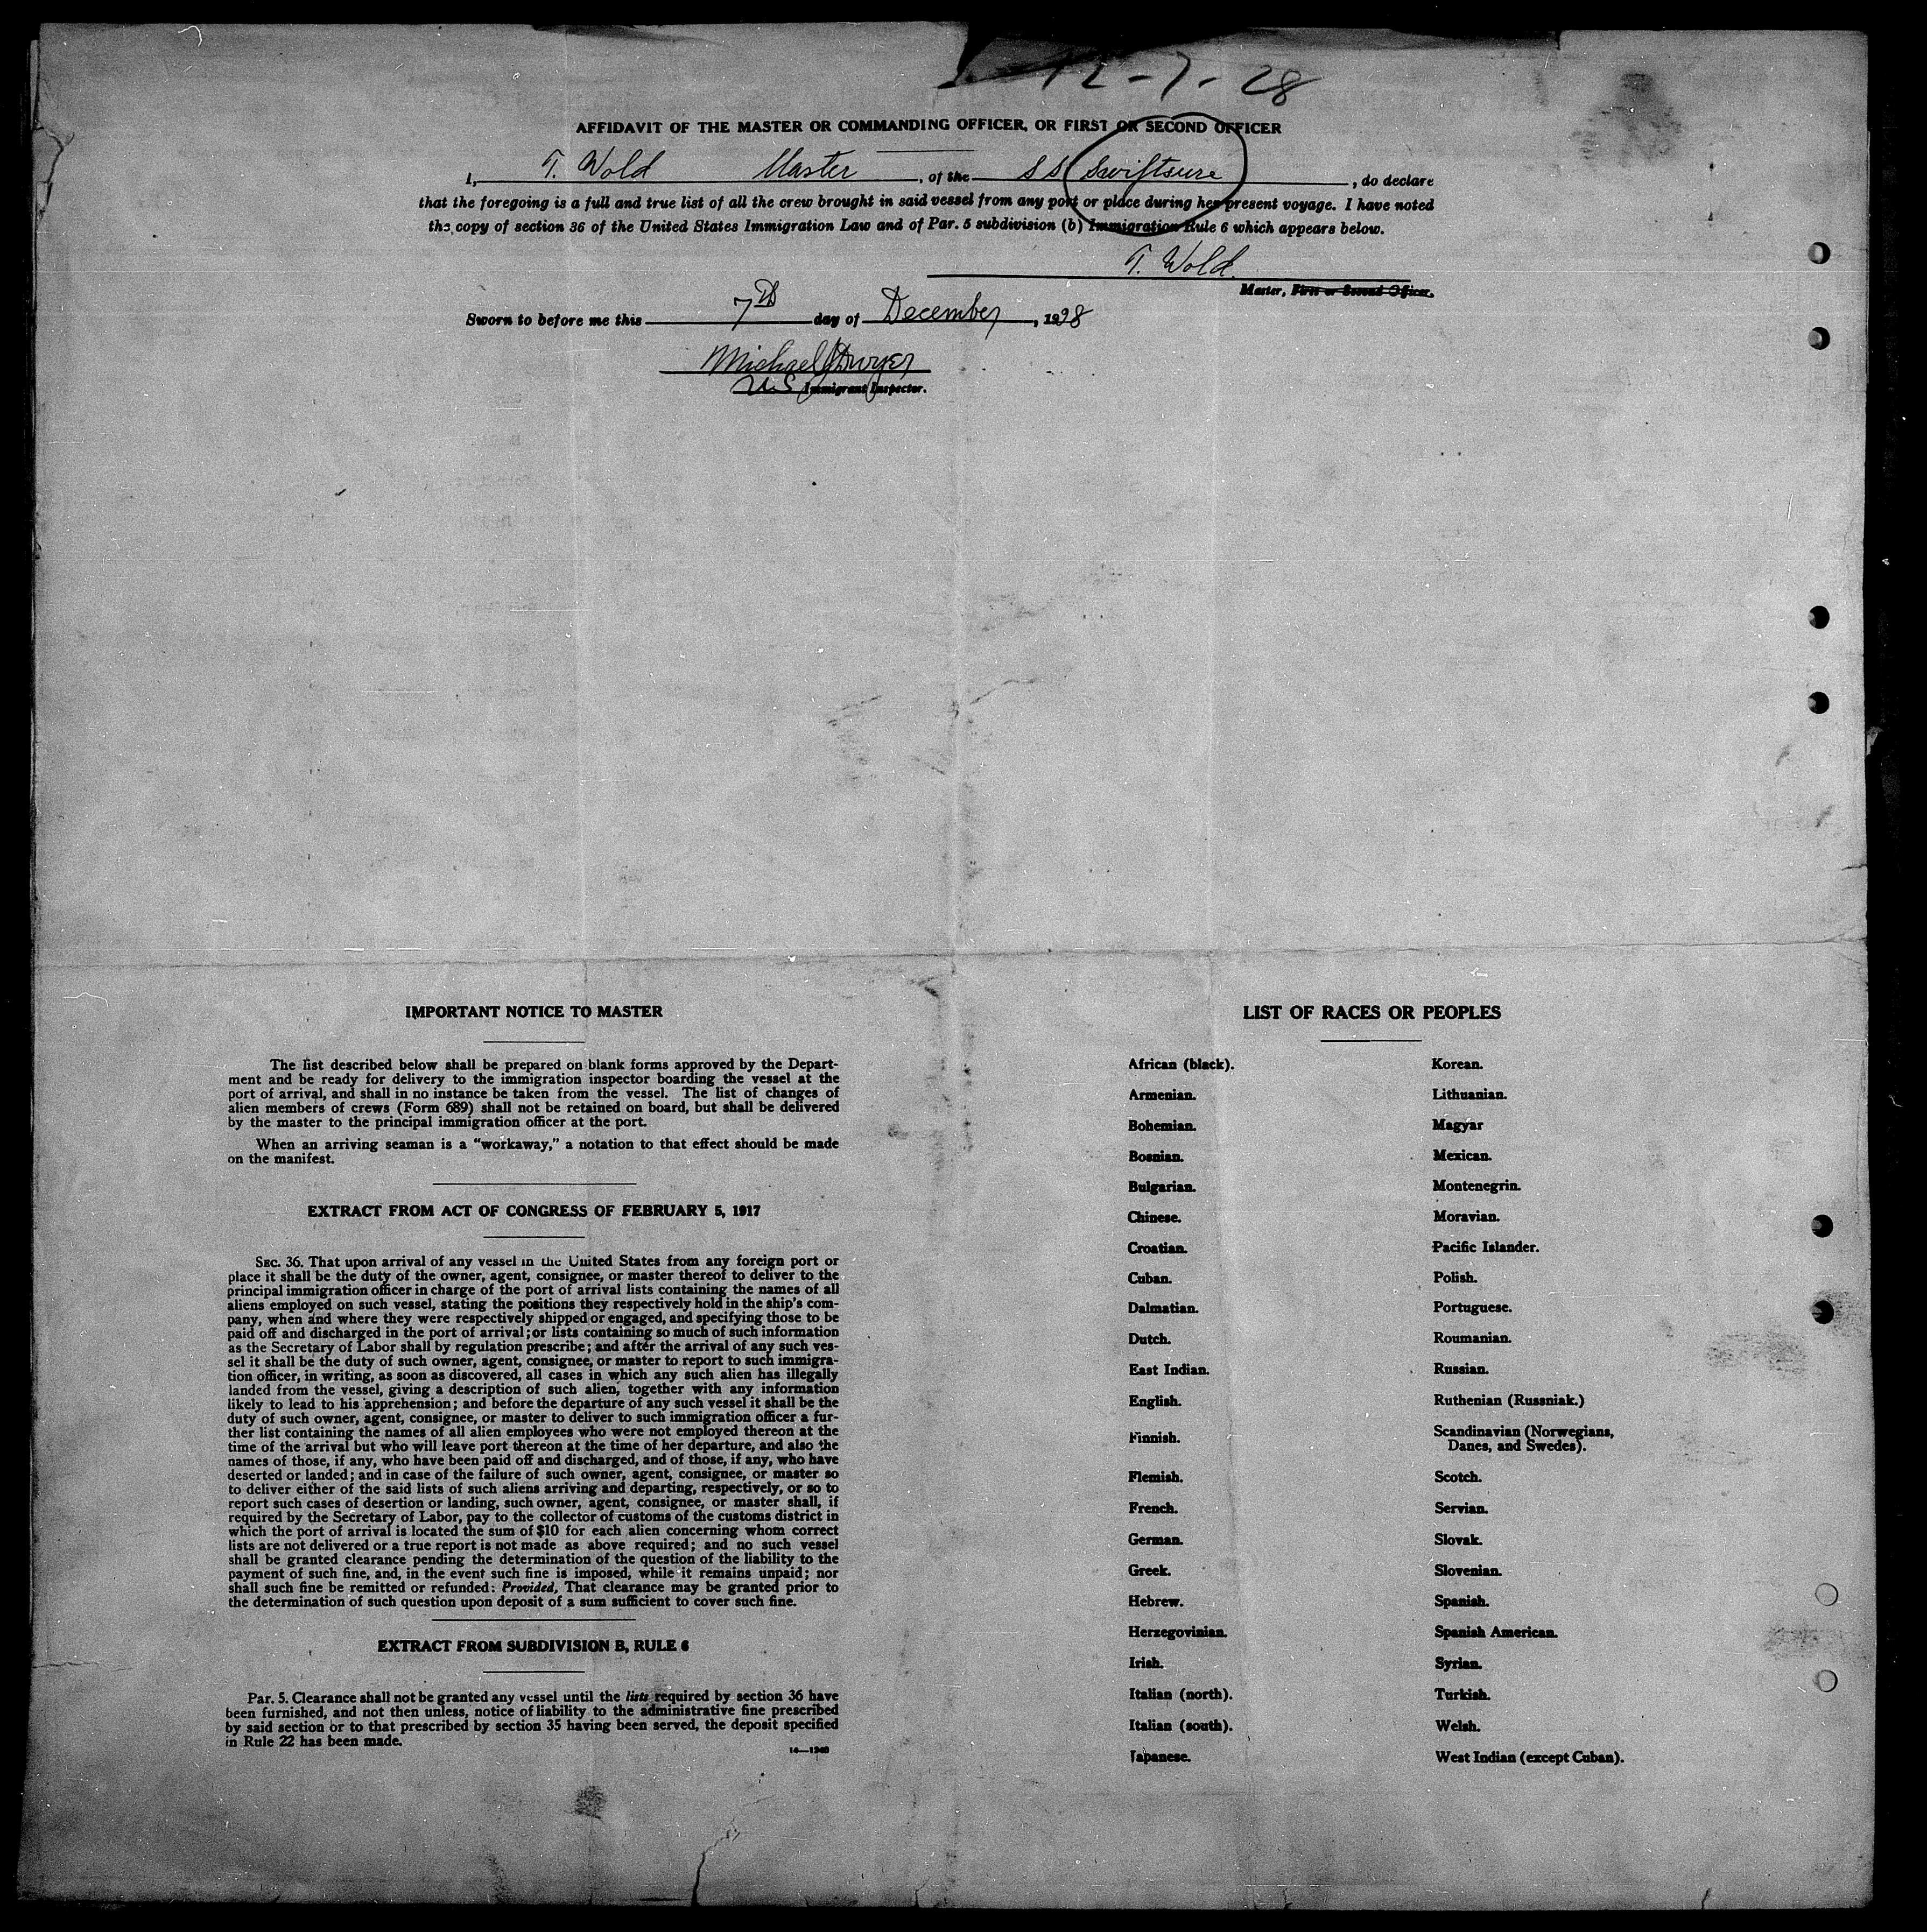 12-7-28
AFFIDAVIT OF THE MASTER OR COMMANDING OFFICER, OR FIRST OR SECOND OFFICER
I, T. Wold Master, of the SS Swiftsure, do declare
that the foregoing is a full and true list of all the crew brought in said vessel from any port or place during her present voyage. I have noted
the copy of section 36 of the United States Immigration Law and of Par. 5 subdivision (b) Immigration Rule 6 which appears below.
T. Wold.
Master, First or Second Officer.
Sworn to before me this 7th day of December, 1928
Michael J Dwyer
U.S. Immigrant Inspector.
IMPORTANT NOTICE TO MASTER
The list described below shall be prepared on blank forms approved by the Depart-
ment and be ready for delivery to the immigration inspector boarding the vessel at the
port of arrival, and shall in no instance be taken from the vessel. The list of changes of
alien members of crews (Form 689) shall not be retained on board, but shall be delivered
by the master to the principal immigration officer at the port.
When an arriving seaman is a "workaway," a notation to that effect should be made
on the manifest.
EXTRACT FROM ACT OF CONGRESS OF FEBRUARY 5, 1917
SEC. 36. That upon arrival of any vessel in the United States from any foreign port or
place it shall be the duty of the owner, agent, consignee, or master thereof to deliver to the
principal immigration officer in charge of the port of arrival lists containing the names of all
aliens employed on such vessel, stating the positions they respectively hold in the ship's com-
pany, when and where they were respectively shipped or engaged, and specifying those to be
paid off and discharged in the port of arrival; or lists containing so much of such information
as the Secretary of Labor shall by regulation prescribe; and after the arrival of any such ves-
sel it shall be the duty of such owner, agent, consignee, or master to report to such immigra-
tion officer, in writing, as soon as discovered, all cases in which any such alien has illegally
landed from the vessel, giving a description of such alien, together with any information
likely to lead to his apprehension; and before the departure of any such vessel it shall be the
duty of such owner, agent, consignee, or master to deliver to such immigration officer a fur-
ther list containing the names of all alien employees who were not employed thereon at the
time of the arrival but who will leave port thereon at the time of her departure, and also the
names of those, if any, who have been paid off and discharged, and of those, if any, who have
deserted or landed; and in case of the failure of such owner, agent, consignee, or master so
to deliver either of the said lists of such aliens arriving and departing, respectively, or so to
report such cases of desertion or landing, such owner, agent, consignee, or master shall, if
required by the Secretary of Labor, pay to the collector of customs of the customs district in
which the port of arrival is located the sum of $10 for each alien concerning whom correct
lists are not delivered or a true report is not made as above required; and no such vessel
shall be granted clearance pending the determination of the question of the liability to the
payment of such fine, and, in the event such fine is imposed, while it remains unpaid; nor
shall such fine be remitted or refunded: Provided, That clearance may be granted prior to
the determination of such question upon deposit of a sum sufficient to cover such fine.
EXTRACT FROM SUBDIVISION B, RULE 6
Par. 5. Clearance shall not be granted any vessel until the lists required by section 36 have
been furnished, and not then unless, notice of liability to the administrative fine prescribed
by said section or to that prescribed by section 35 having been served, the deposit specified
in Rule 22 has been made.
LIST OF RACES OR PEOPLES
African (black).
Armenian.
Bohemian.
Bosnian.
Bulgarian.
Chinese.
Croatian.
Cuban.
Dalmatian.
Dutch.
East Indian.
English.
Finnish.
Flemish.
French.
German.
Greek.
Hebrew.
Herzegovinian.
Irish.
Italian (north).
Italian (south).
Japanese.
Korean.
Lithuanian.
Magyar
Mexican.
Montenegrin.
Moravian.
Pacific Islander.
Polish.
Portuguese.
Roumanian.
Russian.
Ruthenian (Russniak.)
Scandinavian (Norwegians,
Danes, and Swedes).
Scotch.
Servian.
Slovak.
Slovenian.
Spanish.
Spanish American.
Syrian.
Turkish.
Welsh.
West Indian (except Cuban).